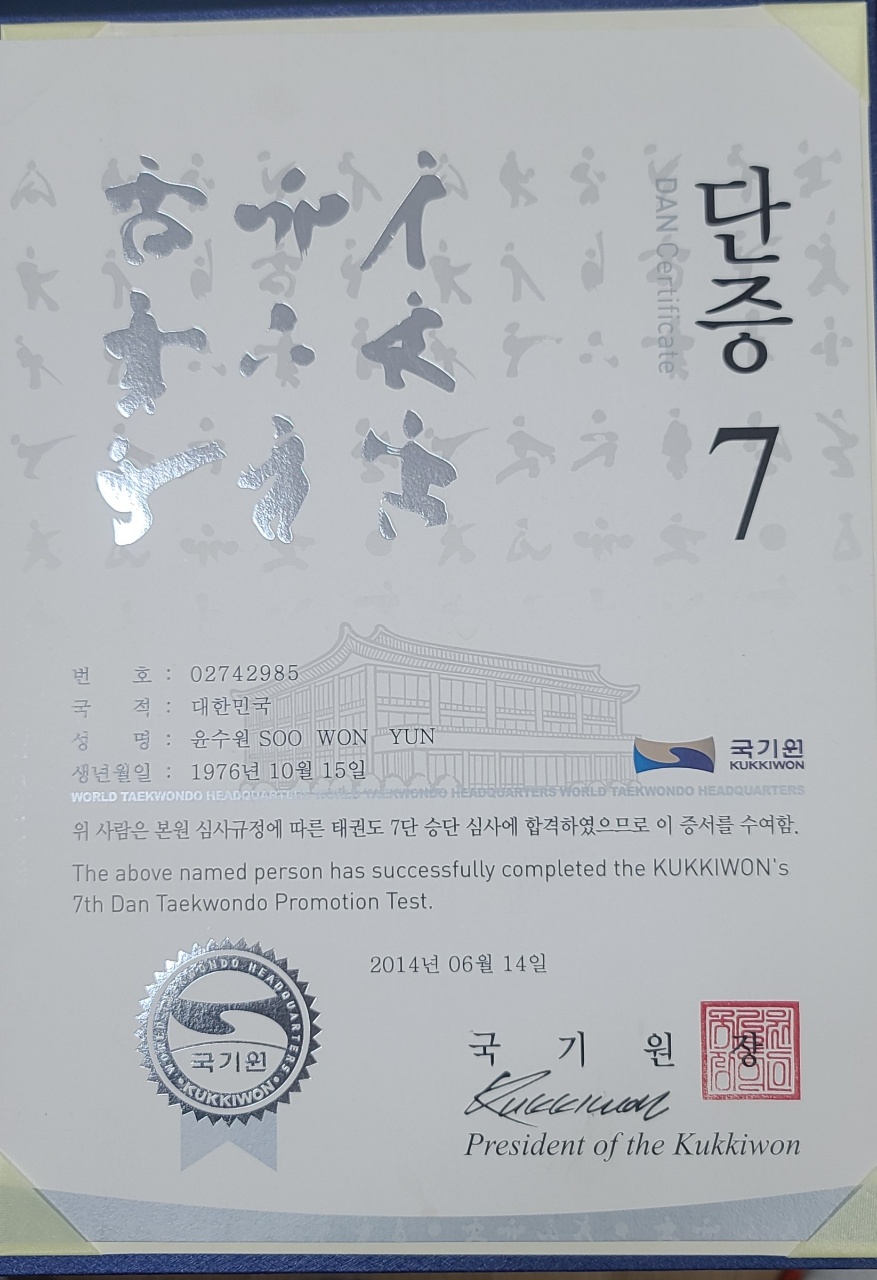 단증
DAN Certificate
7
번 호 : 02742985
국 적 : 대한민국
성 명 : 윤수원 SOO WON YUN
생년월일 : 1976년 10월 15일
국기원
KUKKIWON
WORLD TAEKWONDO HEADQUARTERS WORLD TAEKWONDO HEADQUARTERS WORLD TAEKWONDO HEADQUARTERS
위 사람은 본원 심사규정에 따른 태권도 7단 승단 심사에 합격하였으므로 이 증서를 수여함.
The above named person has successfully completed the KUKKIWON's
7th Dan Taekwondo Promotion Test.
2014년 06월 14일
WORLD TAEKWONDO HEADQUARTERS
국기원
KUKKIWON
국 기 원 장
Kukkiwon
President of the Kukkiwon